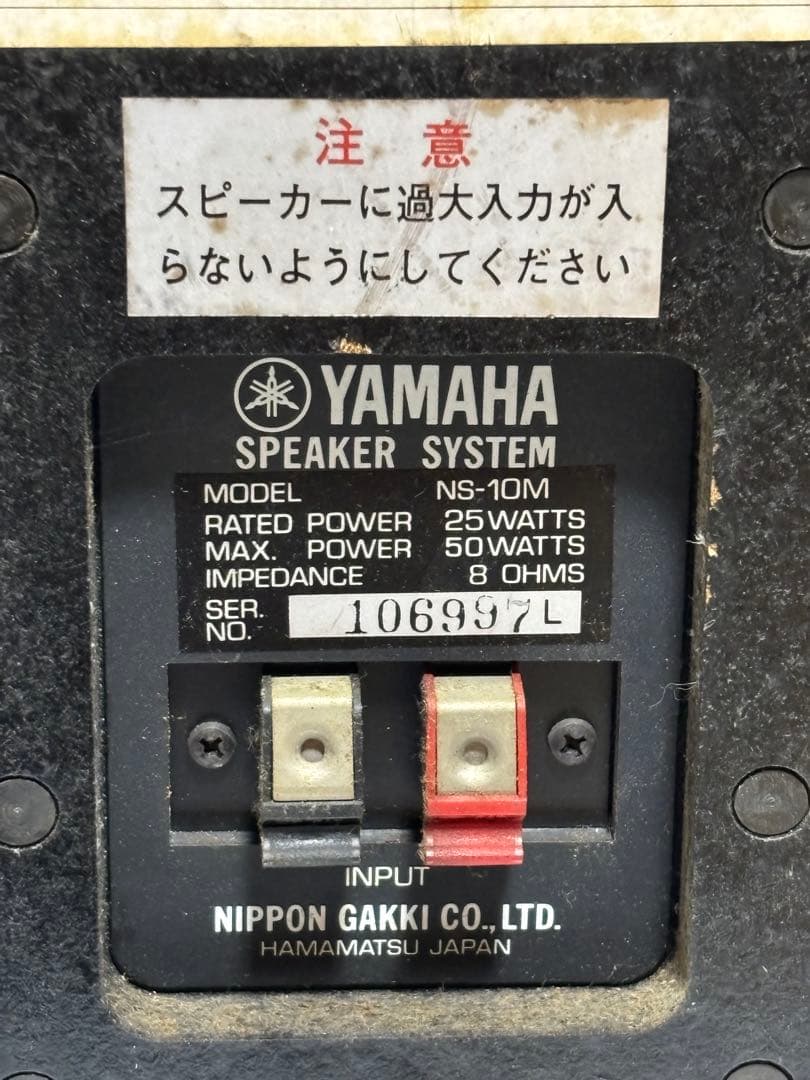 注 意
スピーカーに過大入力が入
らないようにしてください
YAMAHA
SPEAKER SYSTEM
MODEL NS-10M
RATED POWER 25WATTS
MAX. POWER 50WATTS
IMPEDANCE 8 OHMS
SER. NO. 106997L
INPUT
NIPPON GAKKI CO., LTD.
HAMAMATSU JAPAN